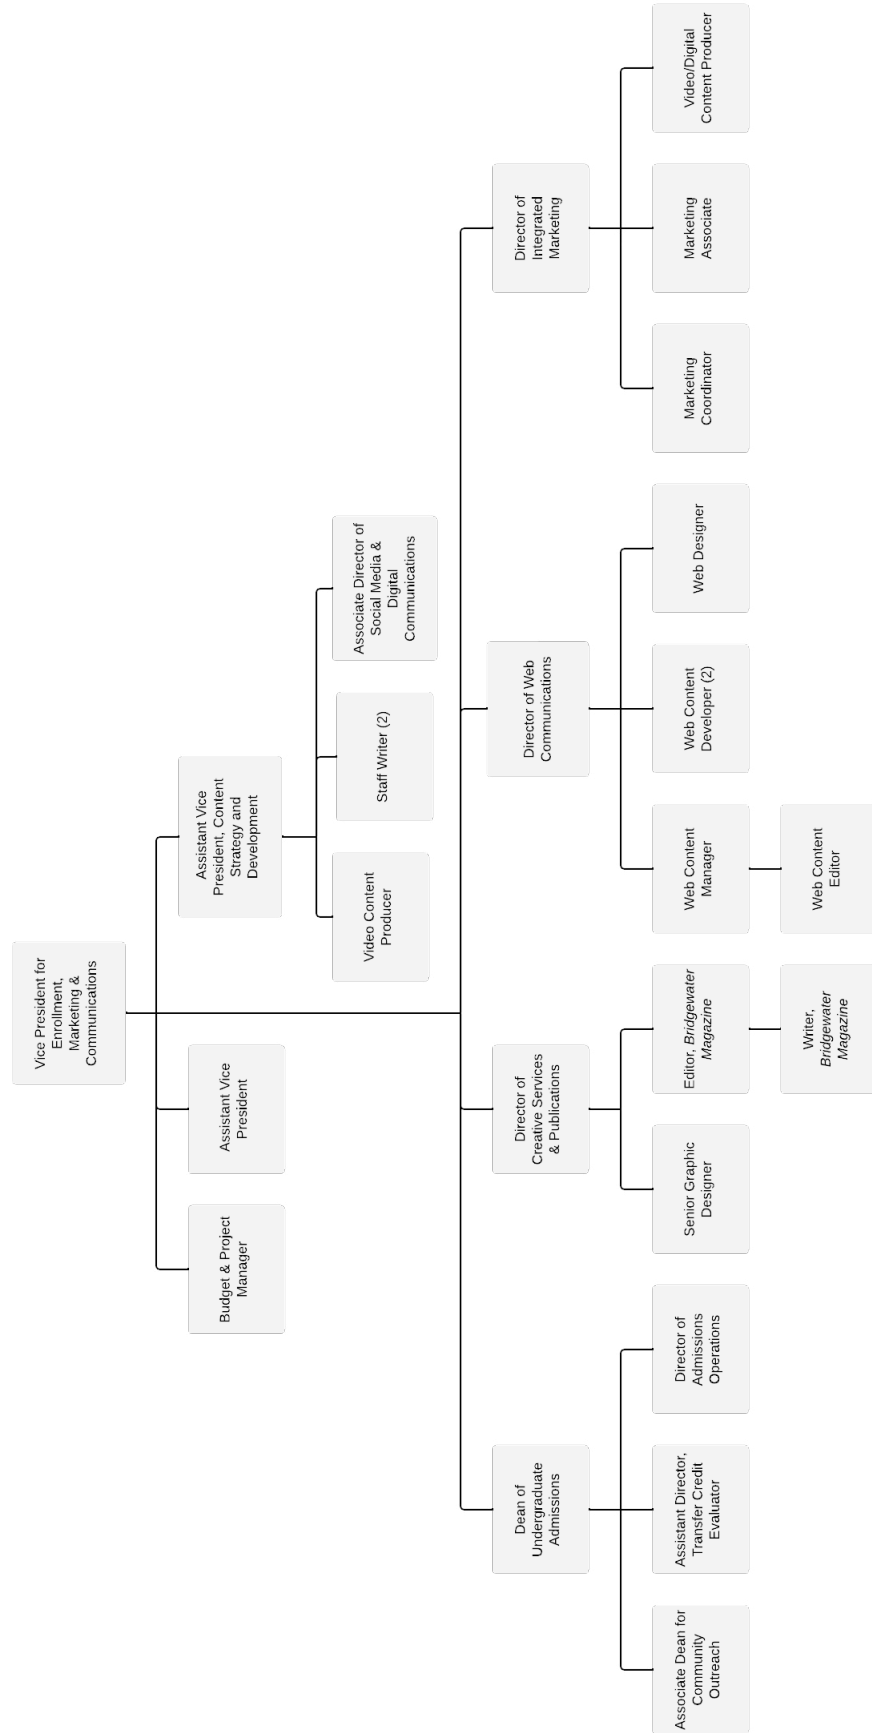 Vice President for
Enrollment,
Marketing &
Communications
Budget & Project
Manager
Assistant Vice
President
Assistant Vice
President, Content
Strategy and
Development
Video Content
Producer
Staff Writer (2)
Associate Director of
Social Media &
Digital
Communications
Dean of
Undergraduate
Admissions
Director of
Creative Services
& Publications
Director of Web
Communications
Director of
Integrated
Marketing
Associate Dean for
Community
Outreach
Assistant Director,
Transfer Credit
Evaluator
Director of
Admissions
Operations
Senior Graphic
Designer
Editor, Bridgewater
Magazine
Web Content
Manager
Web Content
Developer (2)
Web Designer
Marketing
Coordinator
Marketing
Associate
Video/Digital
Content Producer
Writer,
Bridgewater
Magazine
Web Content
Editor